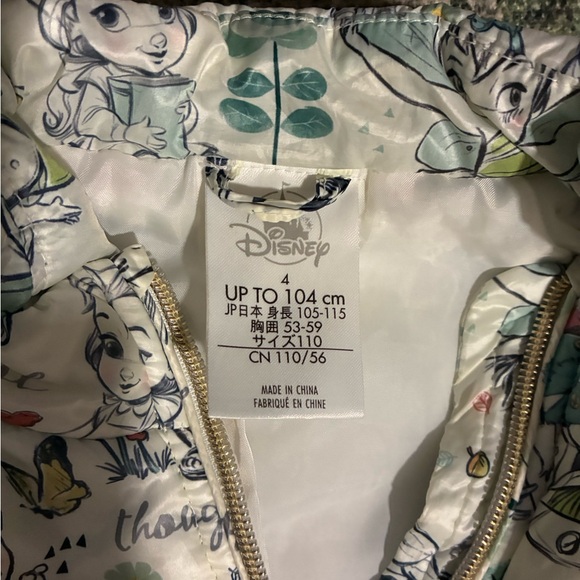 Disney
4
UP TO 104 cm
JP日本 身長 105-115
胸囲 53-59
サイズ110
CN 110/56
MADE IN CHINA
FABRIQUÉ EN CHINE